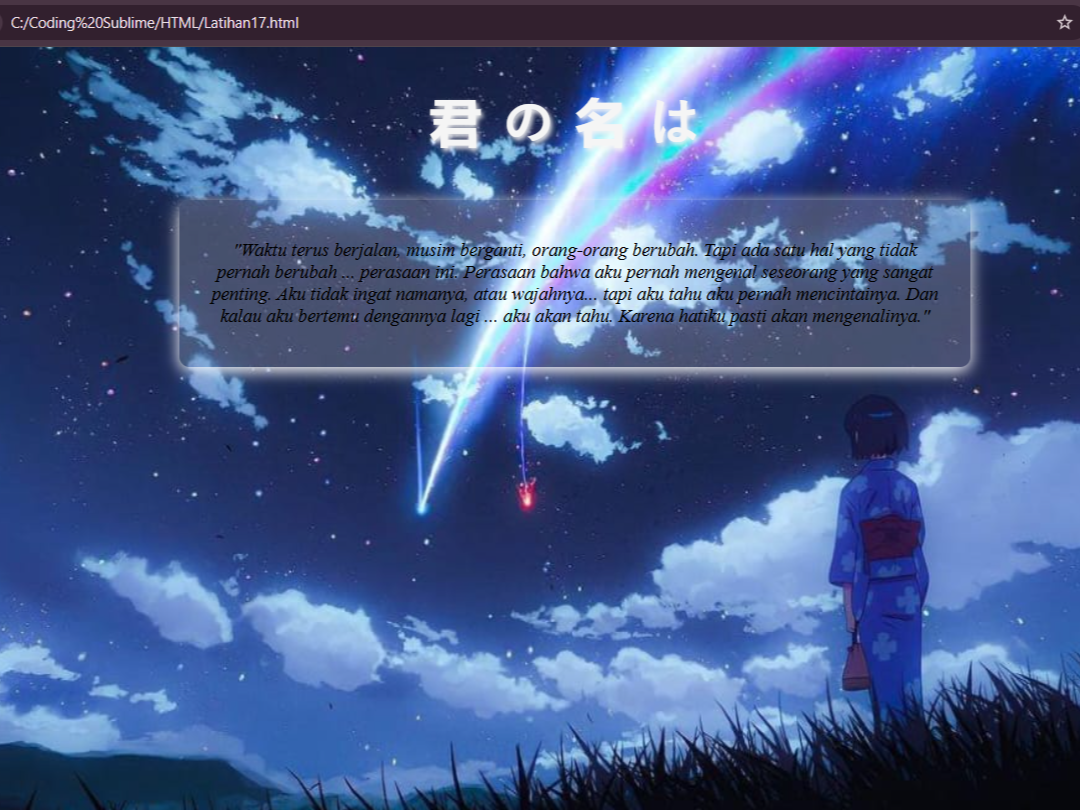 C:/Coding%20Sublime/HTML/Latihan17.html
君の名は
"Waktu terus berjalan, musim berganti, orang-orang berubah. Tapi ada satu hal yang tidak
pernah berubah ... perasaan ini. Perasaan bahwa aku pernah mengenal seseorang yang sangat
penting. Aku tidak ingat namanya, atau wajahnya... tapi aku tahu aku pernah mencintainya. Dan
kalau aku bertemu dengannya lagi ... aku akan tahu. Karena hatiku pasti akan mengenalinya."